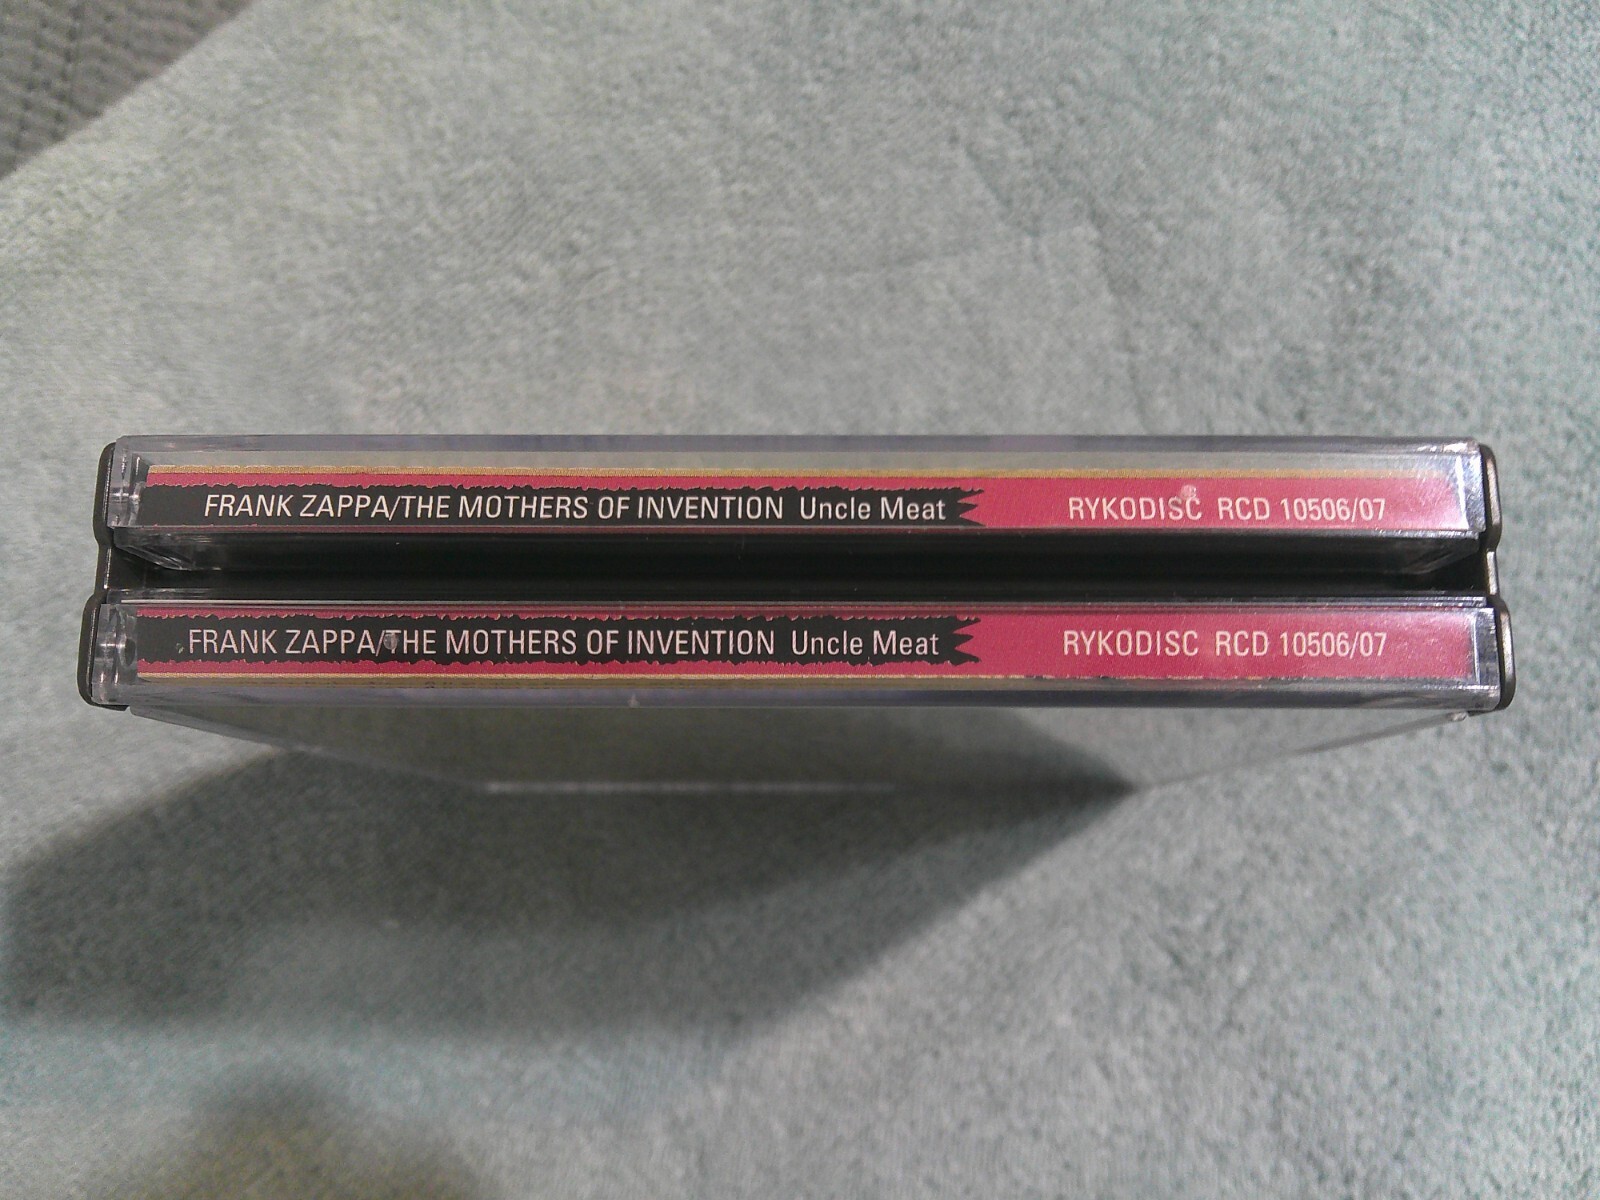 FRANK ZAPPA/THE MOTHERS OF INVENTION Uncle Meat RYKODISC RCD 10506/07
FRANK ZAPPA/THE MOTHERS OF INVENTION Uncle Meat RYKODISC RCD 10506/07